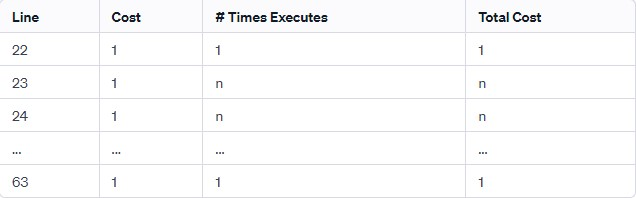 Line Cost # Times Executes Total Cost
22 1 1 1
23 1 n n
24 1 n n
... ... ... ...
63 1 1 1